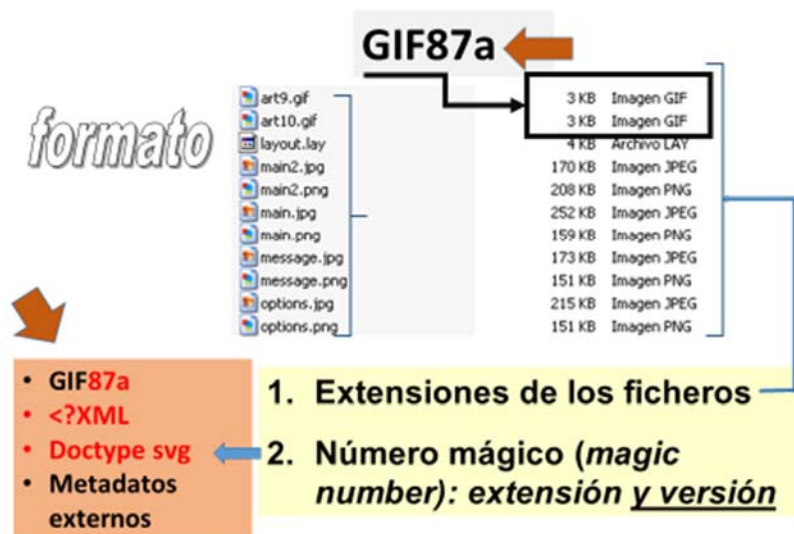 GIF87a
formato
art9.gif 3 KB Imagen GIF
art10.gif 3 KB Imagen GIF
layout.lay 4 KB Archivo LAY
main2.jpg 170 KB Imagen JPEG
main2.png 208 KB Imagen PNG
main.jpg 252 KB Imagen JPEG
main.png 159 KB Imagen PNG
message.jpg 173 KB Imagen JPEG
message.png 151 KB Imagen PNG
options.jpg 215 KB Imagen JPEG
options.png 151 KB Imagen PNG
• GIF87a
• <?XML
• Doctype svg
• Metadatos
externos
1. Extensiones de los ficheros
2. Número mágico (magic
number): extensión y versión